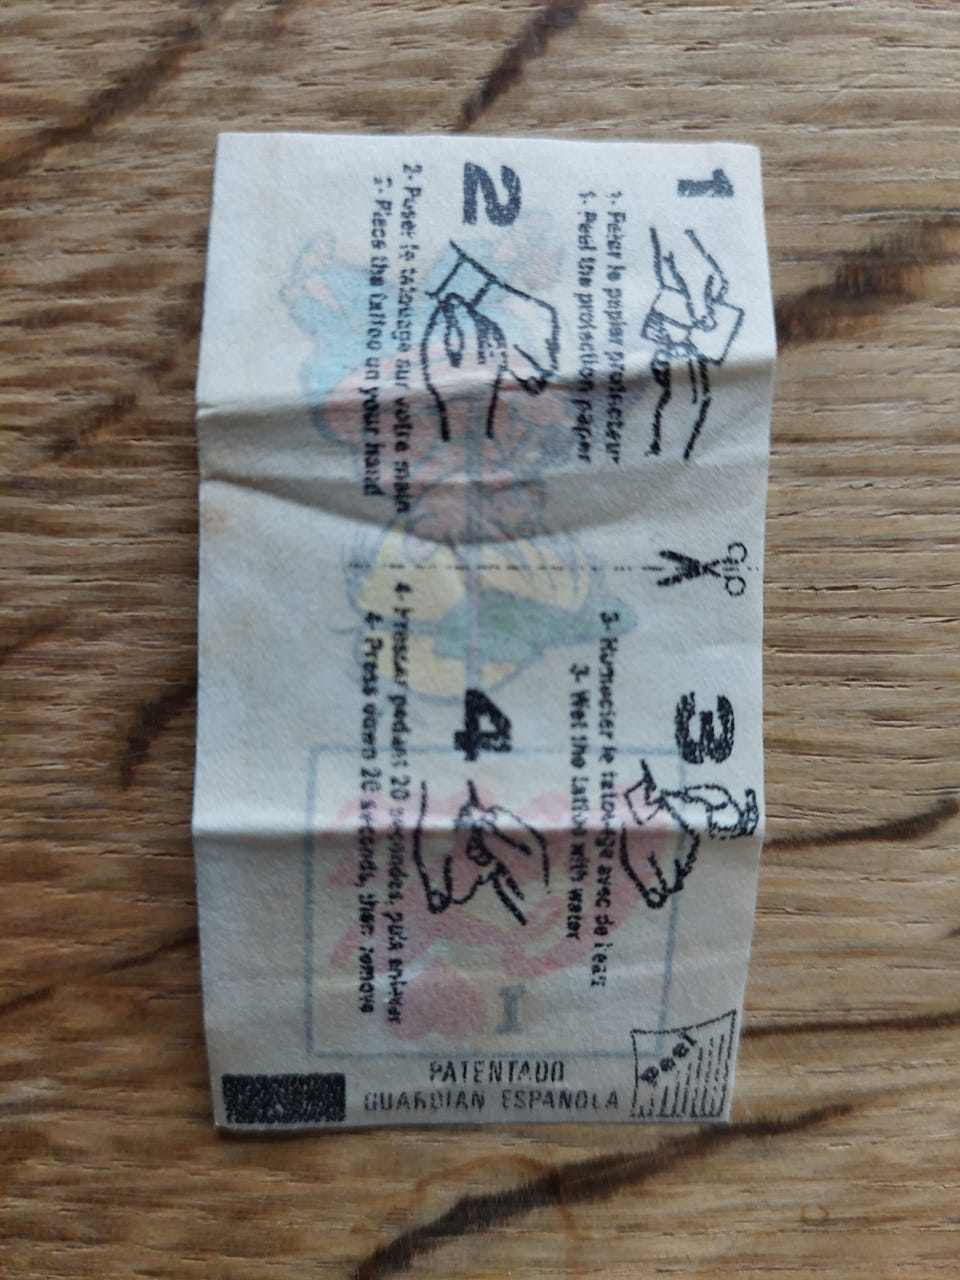 1
1- Peler le papier protecteur
1- Peel the protection paper
2
2- Poser le tatouage sur votre main
2- Place the tattoo on your hand
3
3- Humecter le tatouage avec de l'eau
3- Wet the tattoo with water
4
4- Presser pedant 20 secondes, puis enlever
4- Press down 20 seconds, then remove
Peel
PATENTADO
GUARDIAN ESPANOLA